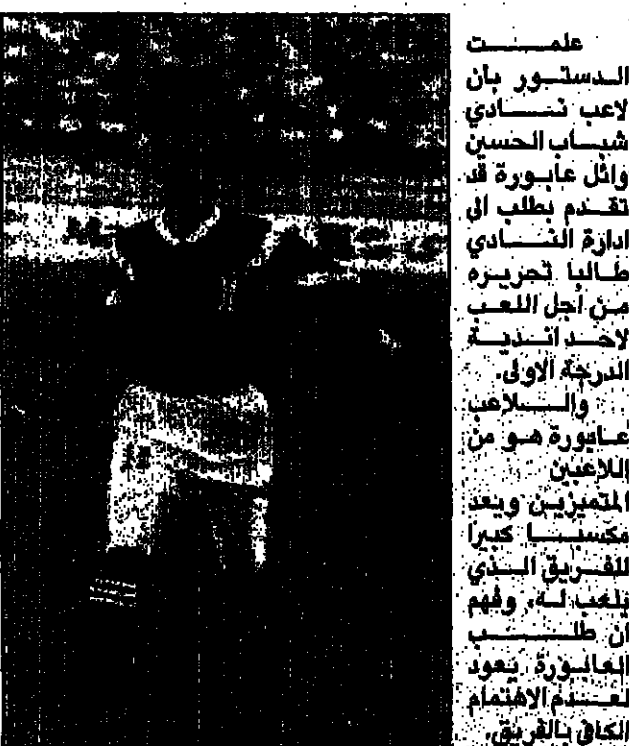 علمت
الدستور بأن
لاعب نادي
شباب الحسين
وائل عابورة قد
تقدم بطلب الى
ادارة النادي
طالبا تحريره
من أجل اللعب
لاحد اندية
الدرجة الاولى.
واللاعب
عابورة هو من
اللاعبين
المتميزين ويعد
مكسبا كبيرا
للفريق الذي
يلعب له، وفهم
ان طلب
العابورة يعود
لعدم الاهتمام
الكافي بالفريق.